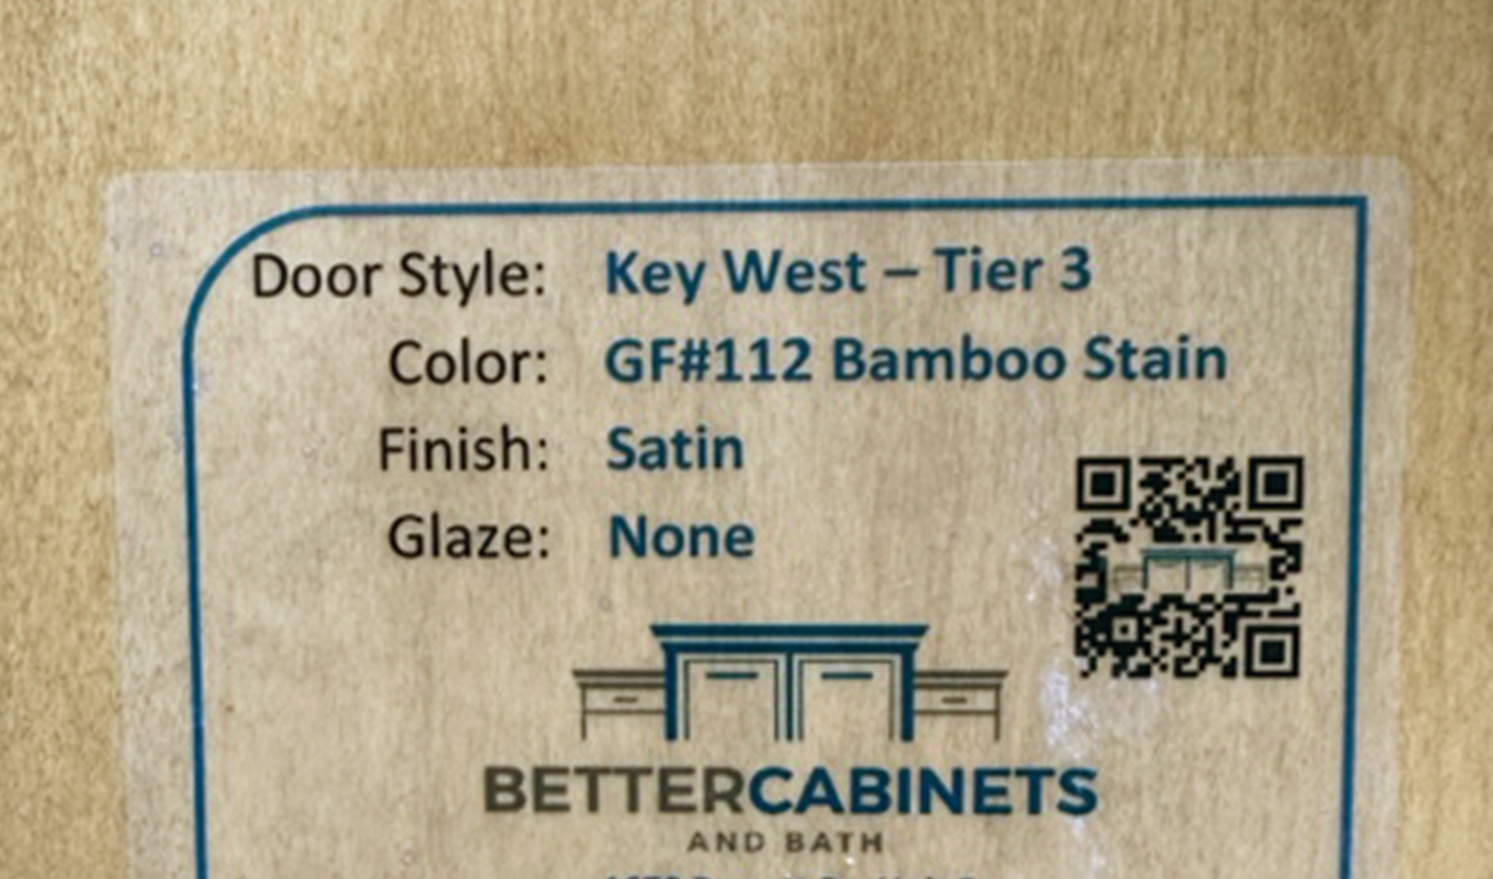 Door Style: Key West – Tier 3
Color: GF#112 Bamboo Stain
Finish: Satin
Glaze: None
BETTERCABINETS
AND BATH